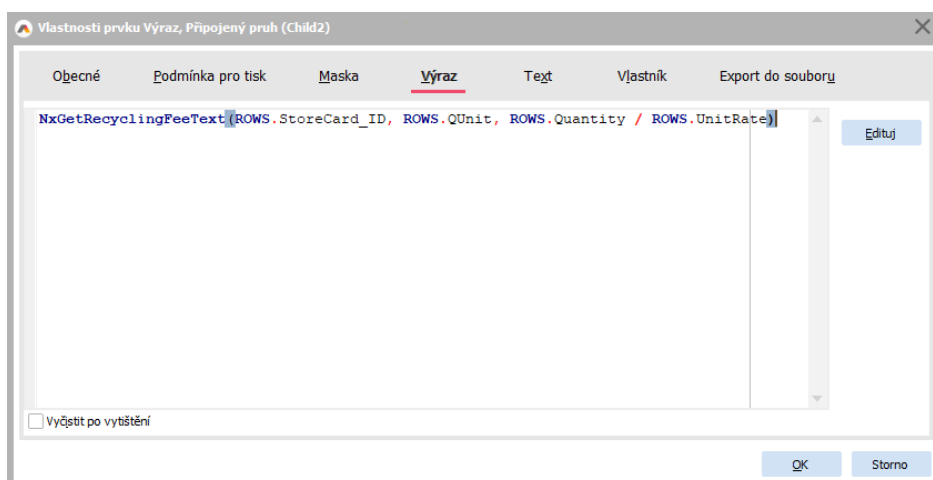 Vlastnosti prvku Výraz, Připojený pruh (Child2)
Obecné Podmínka pro tisk Maska Výraz Text Vlastník Export do souboru
NxGetRecyclingFeeText(ROWS.StoreCard_ID, ROWS.QUnit, ROWS.Quantity / ROWS.UnitRate)
Edituj
Vyčistit po vytištění
OK Storno